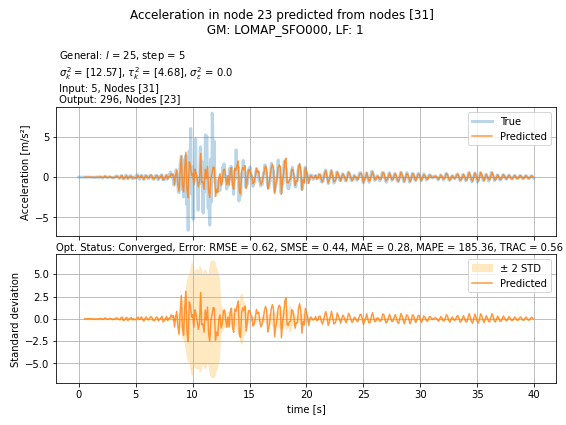 Acceleration in node 23 predicted from nodes [31]
GM: LOMAP_SFO000, LF: 1
General: l = 25, step = 5
σ²ₖ = [12.57], τ²ₖ = [4.68], σ²ε = 0.0
Input: 5, Nodes [31]
Output: 296, Nodes [23]
True
Predicted
Acceleration [m/s²]
5
0
−5
Opt. Status: Converged, Error: RMSE = 0.62, SMSE = 0.44, MAE = 0.28, MAPE = 185.36, TRAC = 0.56
± 2 STD
Predicted
Standard deviation
5.0
2.5
0.0
−2.5
−5.0
0 5 10 15 20 25 30 35 40
time [s]